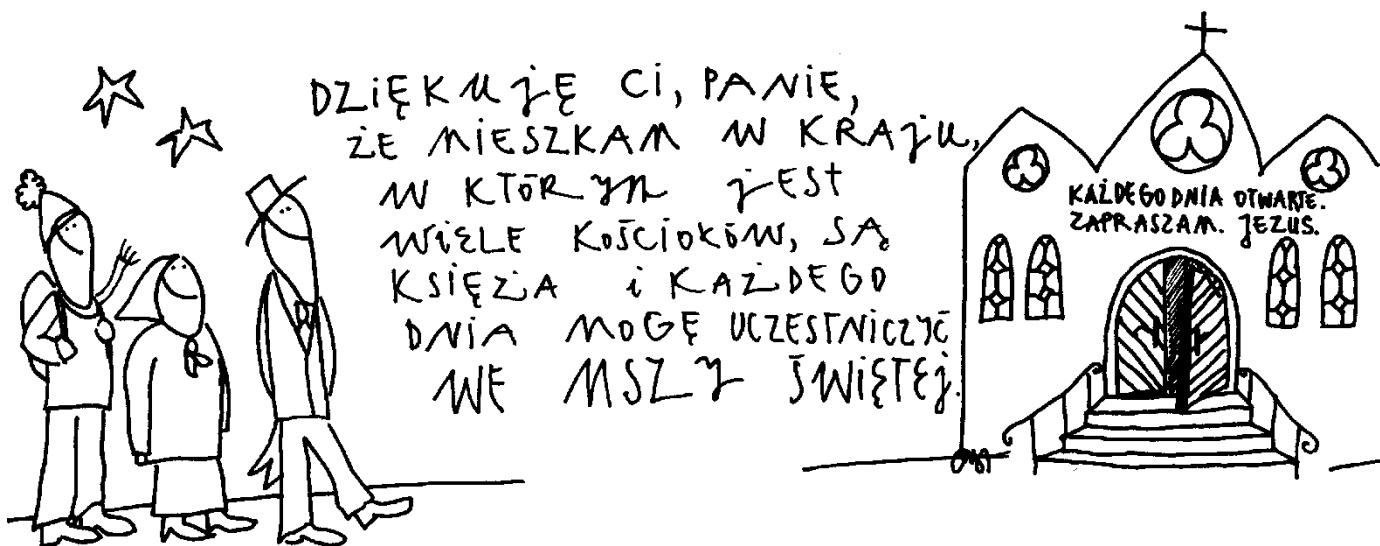 DZIĘKUJĘ CI, PANIE,
ŻE MIESZKAM W KRAJU,
W KTÓRYM JEST
WIELE KOŚCIOŁÓW, SĄ
KSIĘŻA i KAŻDEGO
DNIA MOGĘ UCZESTNICZYĆ
WE MSZY ŚWIĘTEJ.
KAŻDEGO DNIA OTWARTE.
ZAPRASZAM. JEZUS.